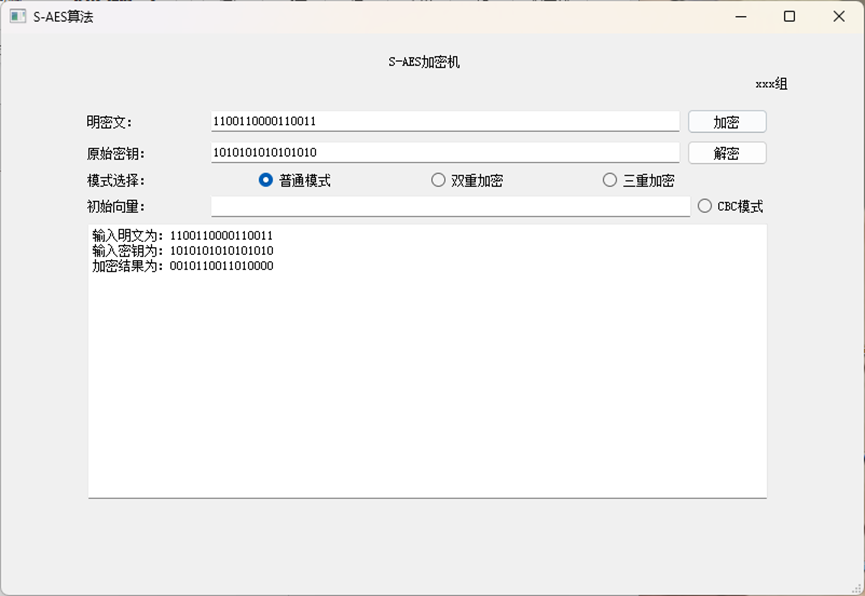 S-AES算法
S-AES加密机
xxx组
明密文: 1100110000110011 加密
原始密钥: 1010101010101010 解密
模式选择: 普通模式 双重加密 三重加密
初始向量: CBC模式
输入明文为: 1100110000110011
输入密钥为: 1010101010101010
加密结果为: 0010110011010000